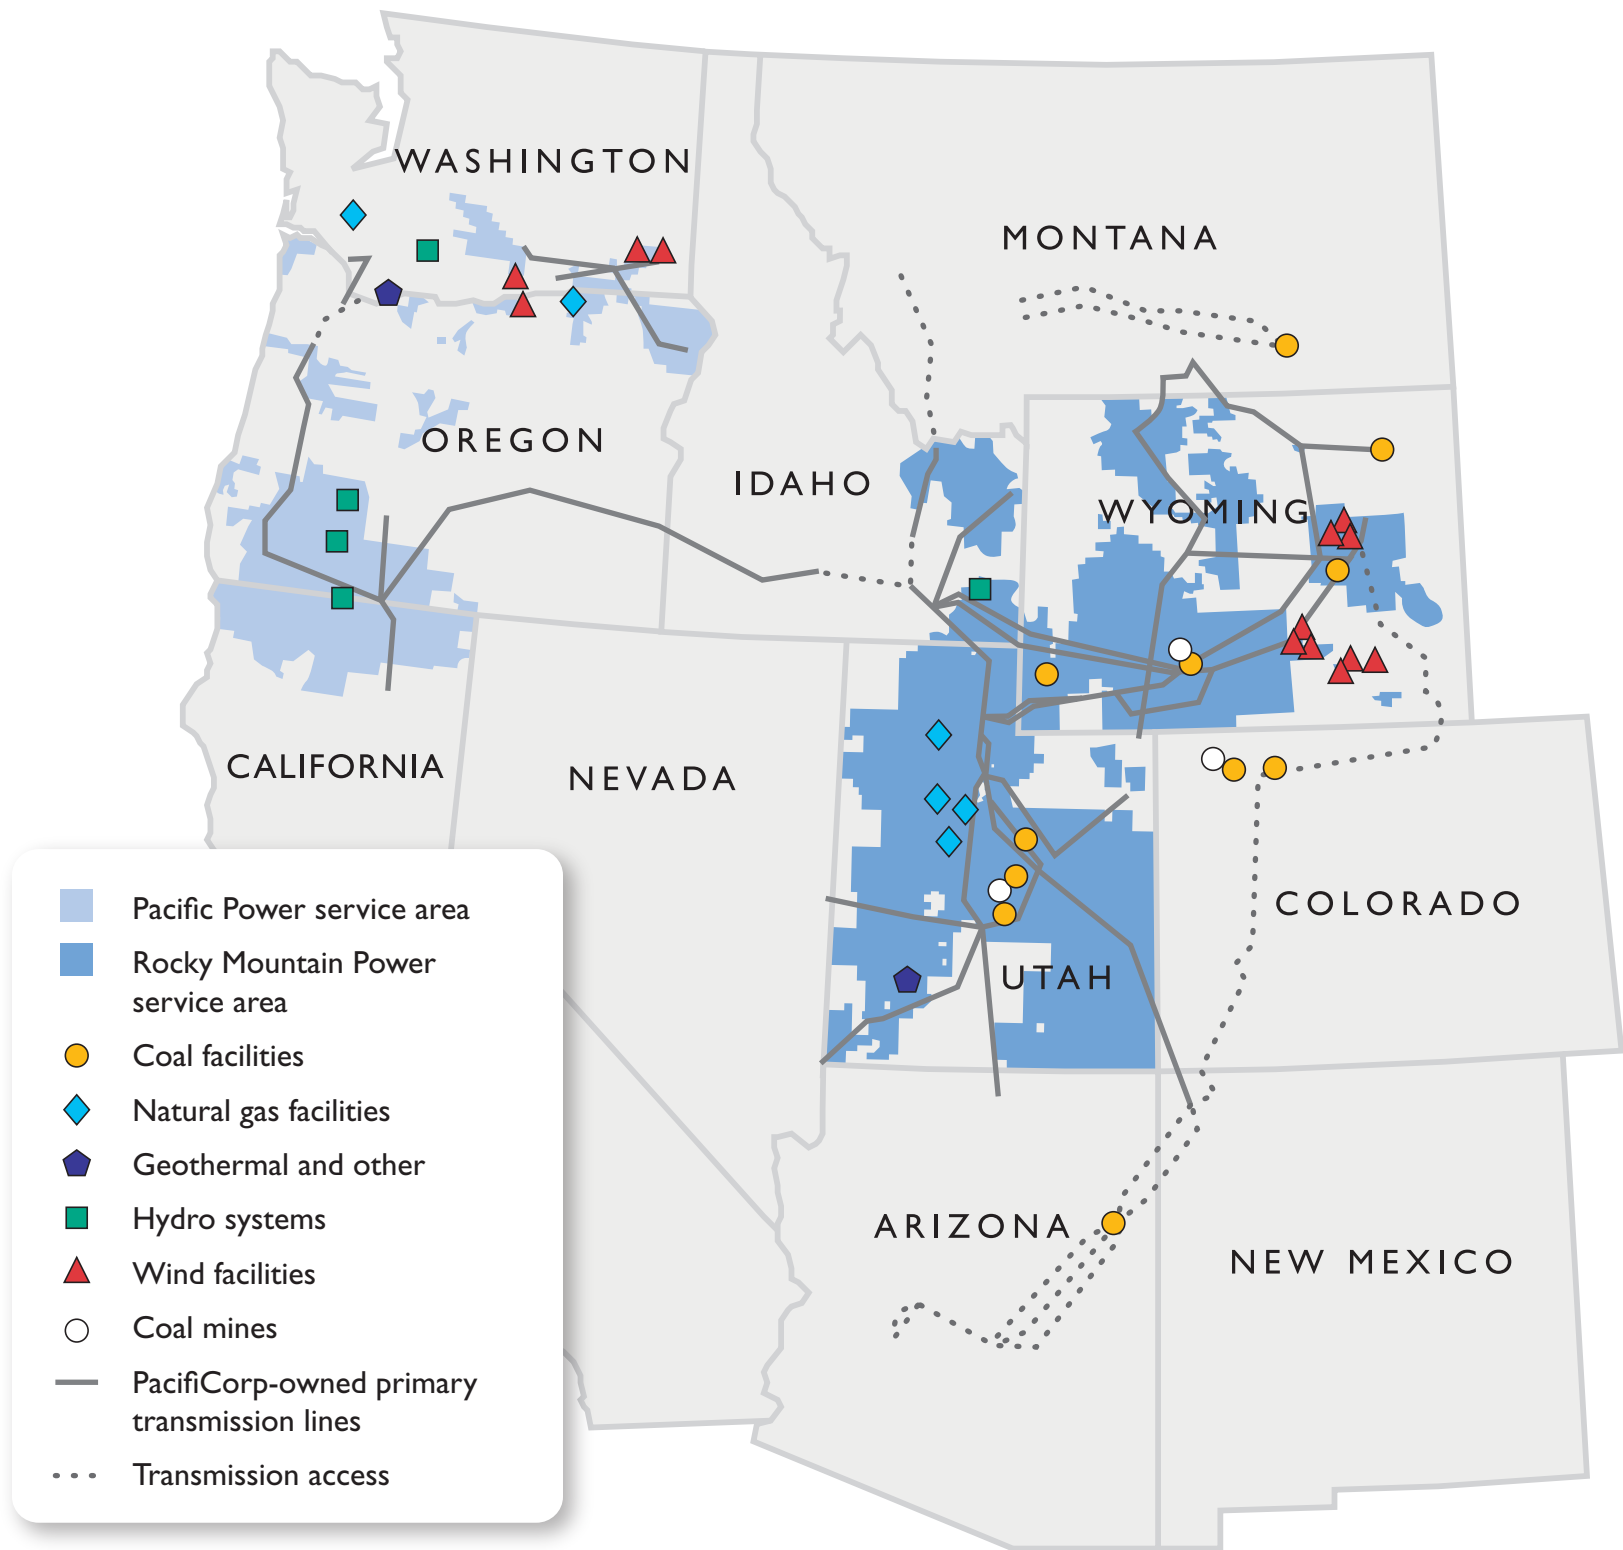 WASHINGTON
MONTANA
OREGON
IDAHO
WYOMING
CALIFORNIA
NEVADA
COLORADO
UTAH
ARIZONA
NEW MEXICO
Pacific Power service area
Rocky Mountain Power
service area
Coal facilities
Natural gas facilities
Geothermal and other
Hydro systems
Wind facilities
Coal mines
PacifiCorp-owned primary
transmission lines
Transmission access